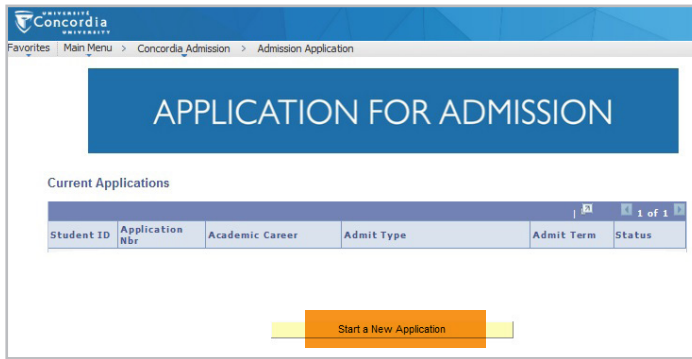 UNIVERSITÉ
Concordia
UNIVERSITY
Favorites Main Menu > Concordia Admission > Admission Application
APPLICATION FOR ADMISSION
Current Applications
1 of 1
Student ID Application Nbr Academic Career Admit Type Admit Term Status
Start a New Application